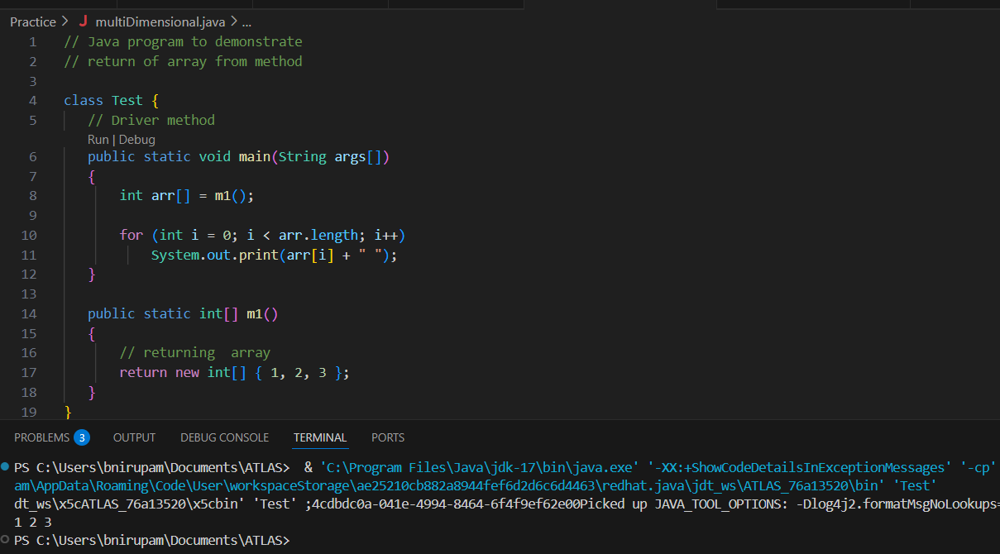 Practice > J multiDimensional.java > ...
1 // Java program to demonstrate
2 // return of array from method
3
4 class Test {
5 // Driver method
Run | Debug
6 public static void main(String args[])
7 {
8 int arr[] = m1();
9
10 for (int i = 0; i < arr.length; i++)
11 System.out.print(arr[i] + " ");
12 }
13
14 public static int[] m1()
15 {
16 // returning  array
17 return new int[] { 1, 2, 3 };
18 }
19 }
PROBLEMS 3 OUTPUT DEBUG CONSOLE TERMINAL PORTS
PS C:\Users\bnirupam\Documents\ATLAS>  & 'C:\Program Files\Java\jdk-17\bin\java.exe' '-XX:+ShowCodeDetailsInExceptionMessages' '-cp'
am\AppData\Roaming\Code\User\workspaceStorage\ae25210cb882a8944fef6d2d6c6d4463\redhat.java\jdt_ws\ATLAS_76a13520\bin' 'Test'
dt_ws\x5cATLAS_76a13520\x5cbin' 'Test' ;4cdbdc0a-041e-4994-8464-6f4f9ef62e00Picked up JAVA_TOOL_OPTIONS: -Dlog4j2.formatMsgNoLookups=
1 2 3
PS C:\Users\bnirupam\Documents\ATLAS>